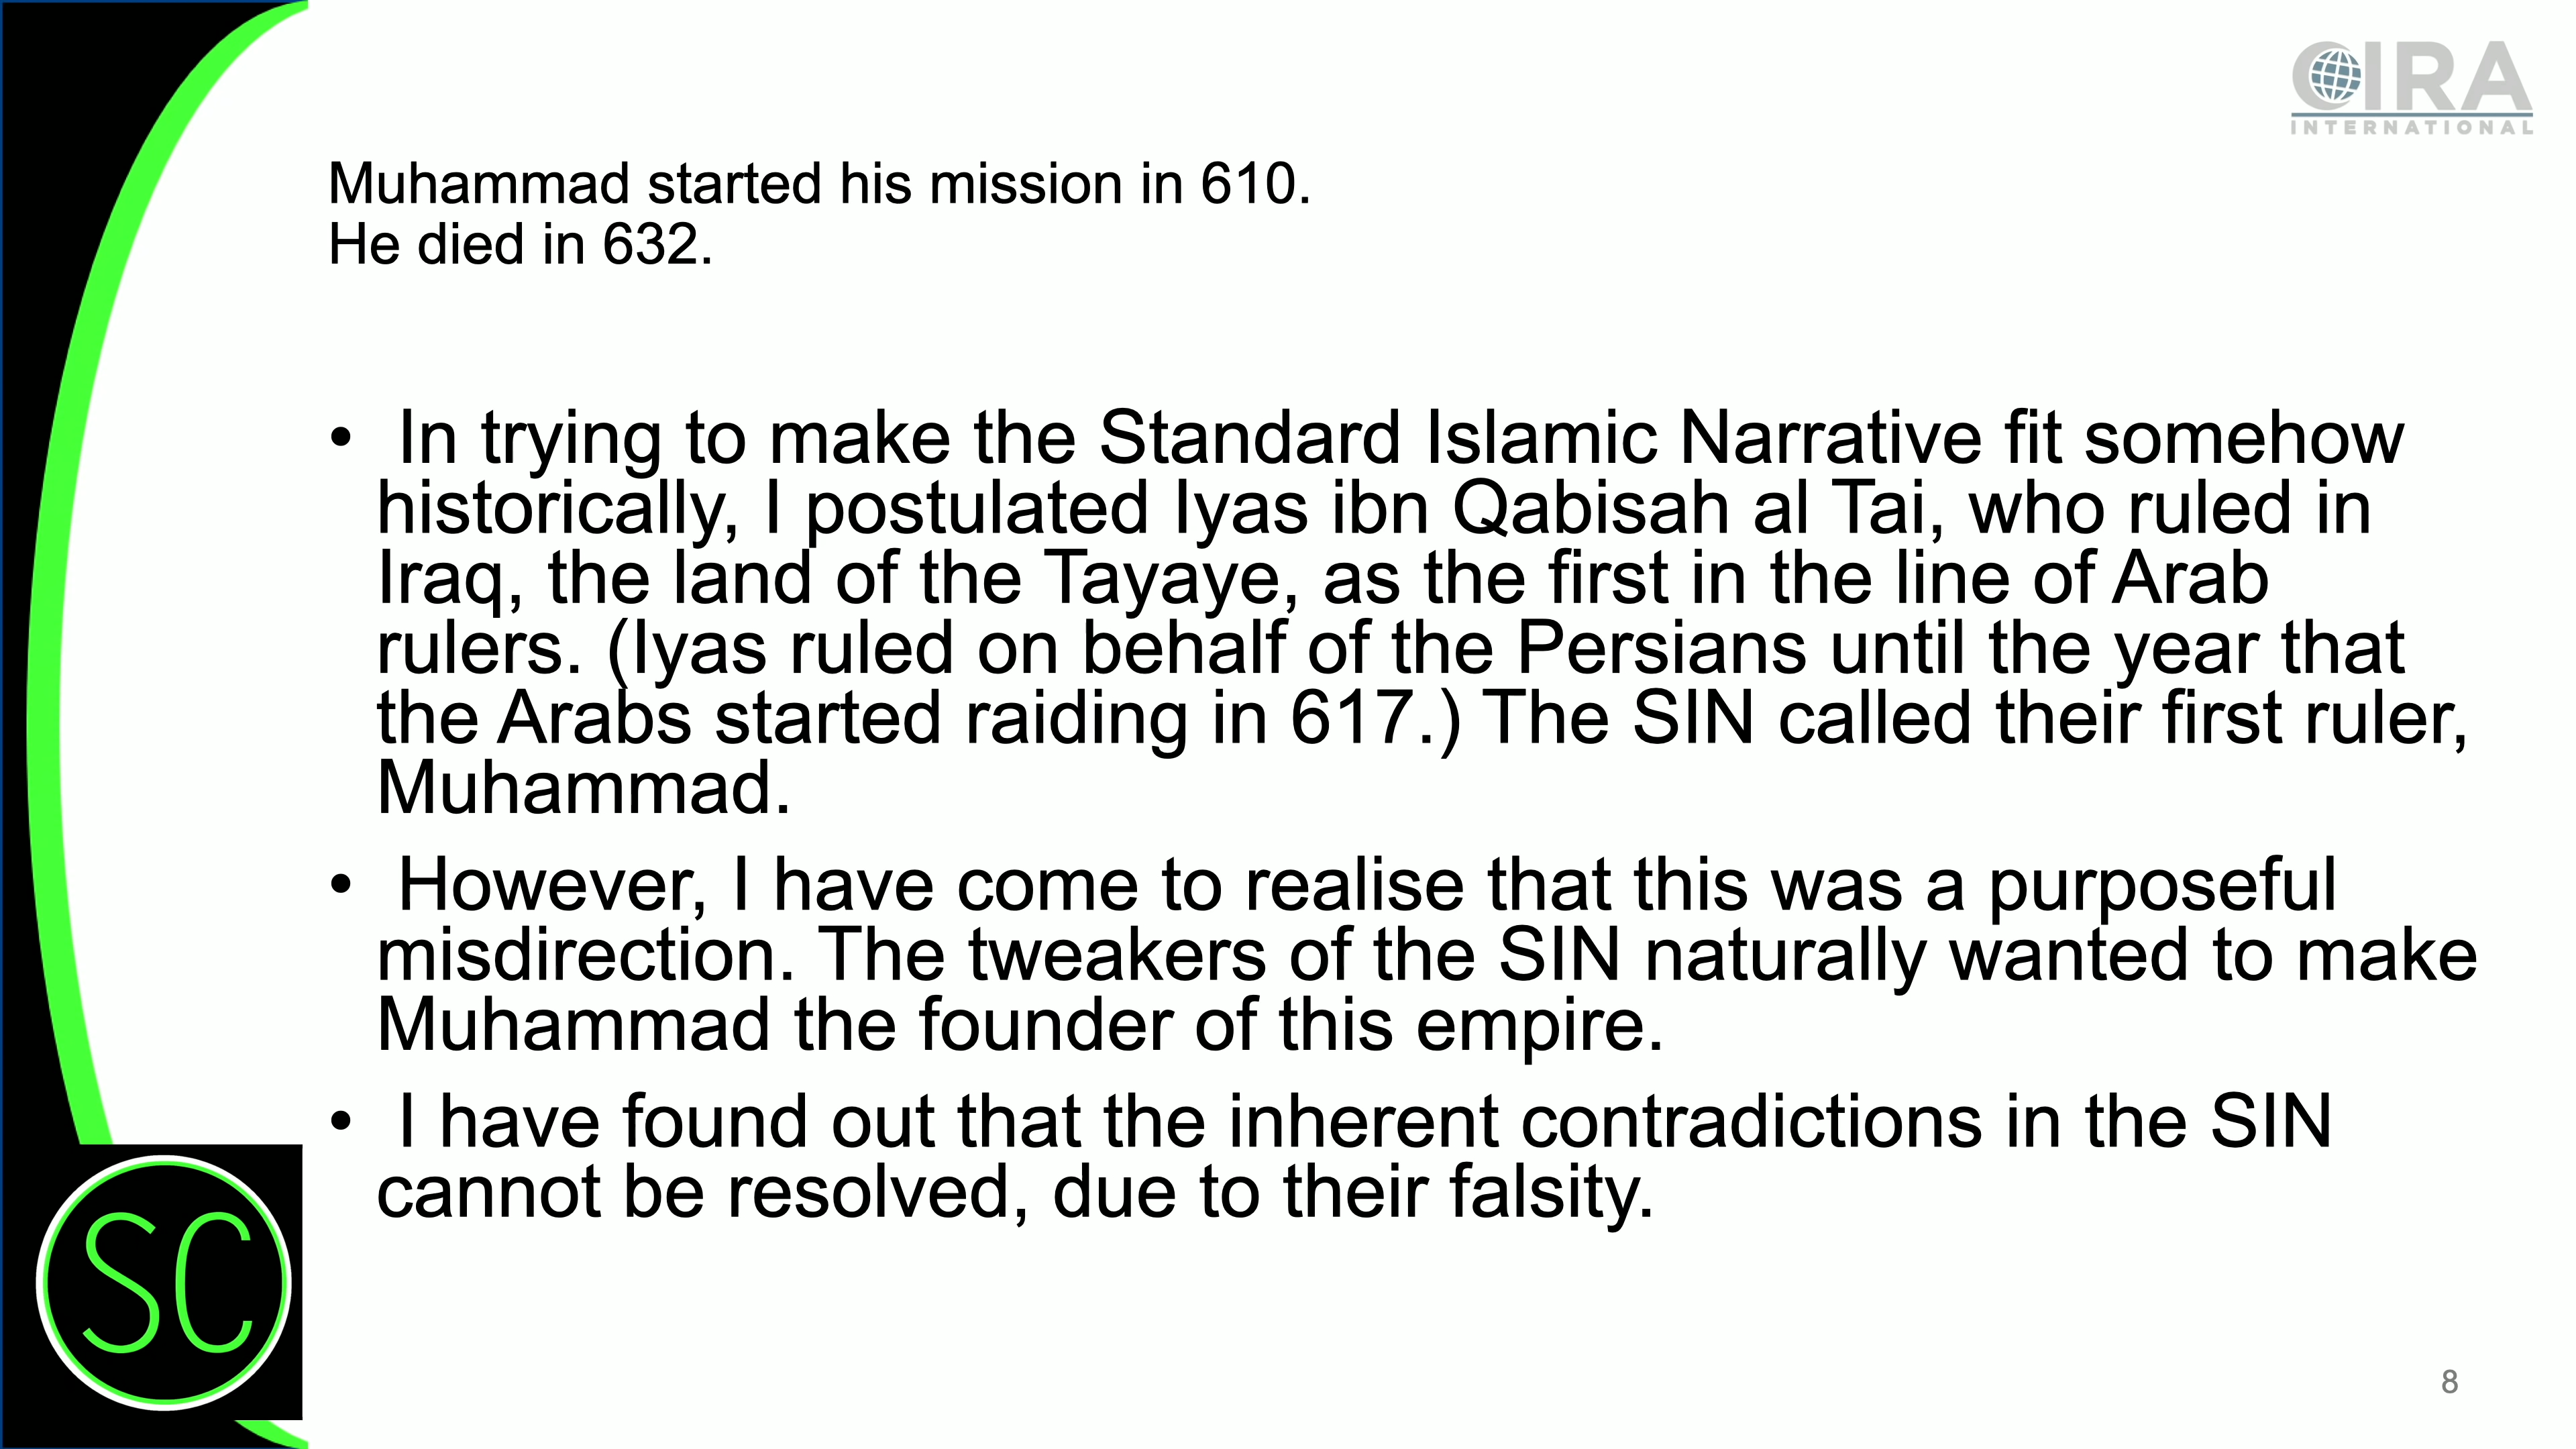 CIRA
INTERNATIONAL
Muhammad started his mission in 610.
He died in 632.
• In trying to make the Standard Islamic Narrative fit somehow
historically, I postulated Iyas ibn Qabisah al Tai, who ruled in
Iraq, the land of the Tayaye, as the first in the line of Arab
rulers. (Iyas ruled on behalf of the Persians until the year that
the Arabs started raiding in 617.) The SIN called their first ruler,
Muhammad.
• However, I have come to realise that this was a purposeful
misdirection. The tweakers of the SIN naturally wanted to make
Muhammad the founder of this empire.
• I have found out that the inherent contradictions in the SIN
cannot be resolved, due to their falsity.
SC
8